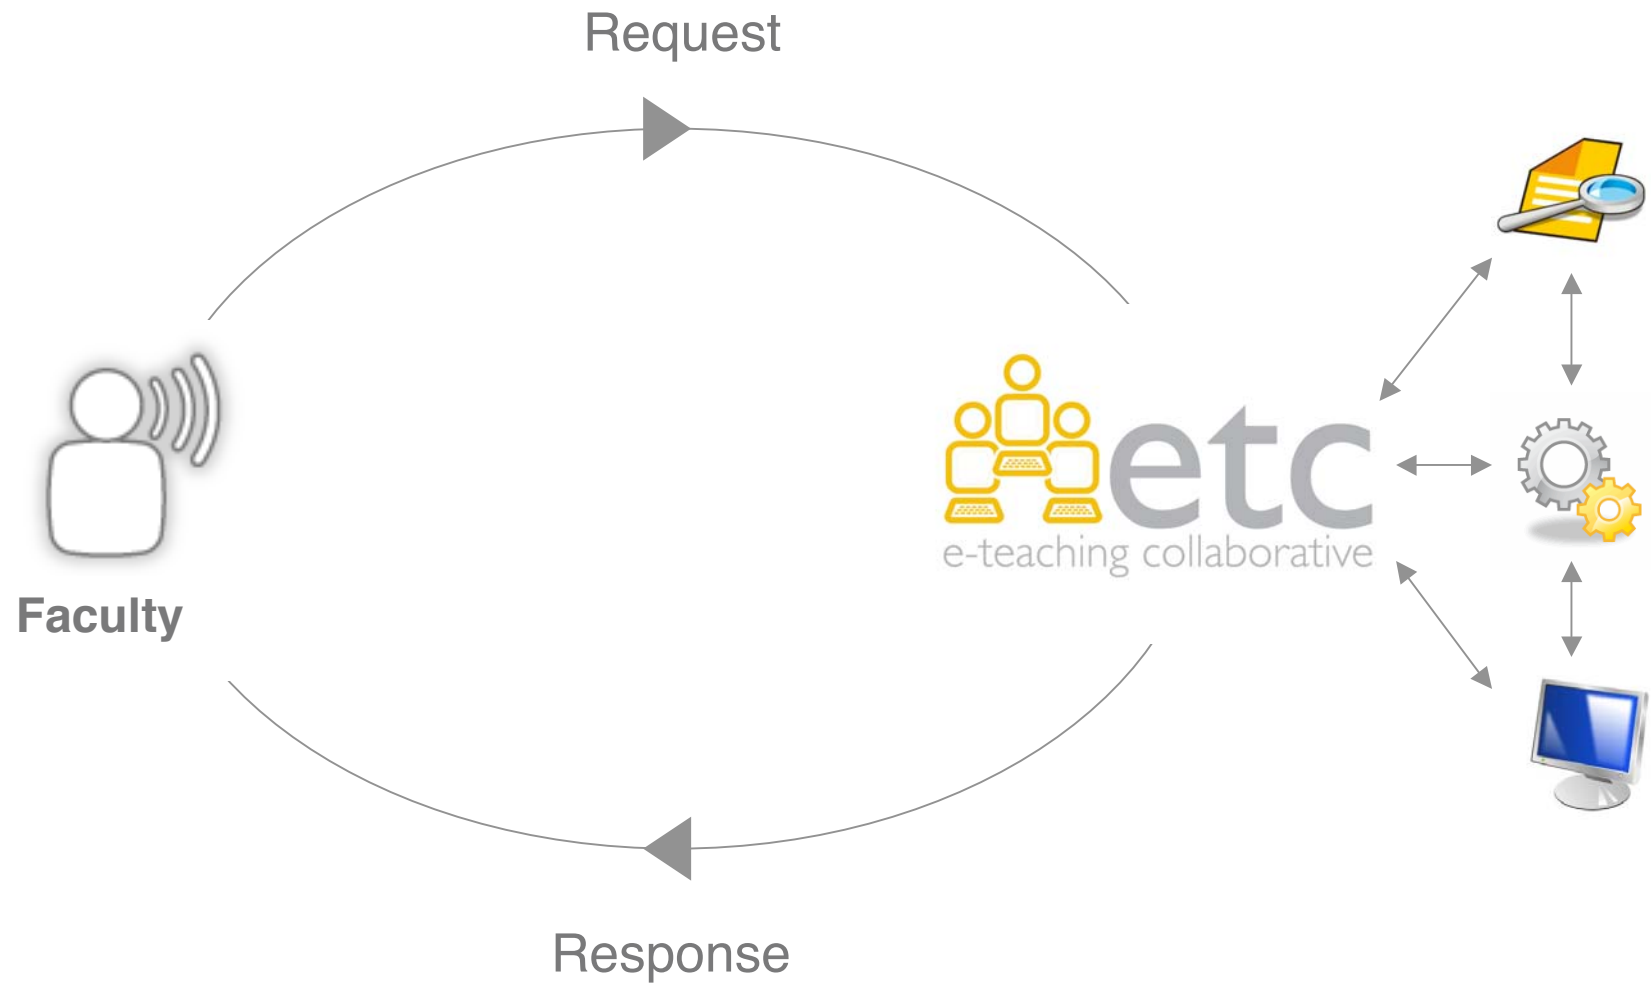 Request
etc
e-teaching collaborative
Faculty
Response